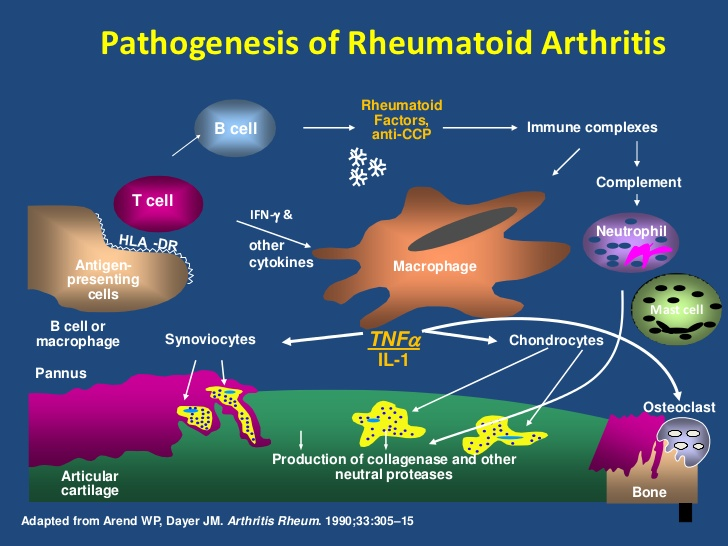 Pathogenesis of Rheumatoid Arthritis
Rheumatoid
Factors,
anti-CCP
B cell
Immune complexes
Complement
T cell
IFN-γ &
other
cytokines
HLA -DR
Neutrophil
Antigen-
presenting
cells
Macrophage
Mast cell
B cell or
macrophage
Synoviocytes
TNFα
IL-1
Chondrocytes
Pannus
Osteoclast
Production of collagenase and other
neutral proteases
Articular
cartilage
Bone
Adapted from Arend WP, Dayer JM. Arthritis Rheum. 1990;33:305–15